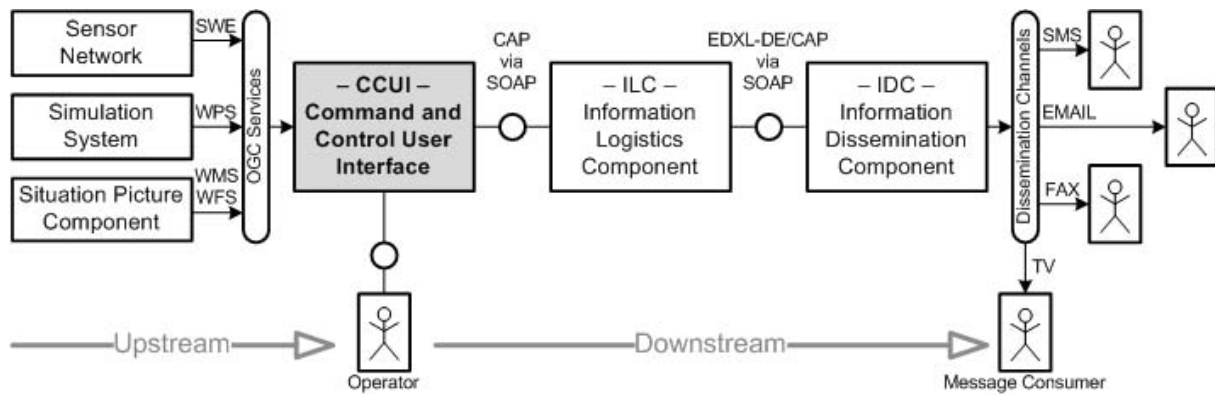 Sensor
Network
SWE
Simulation
System
WPS
Situation Picture
Component
WMS
WFS
OGC Services
– CCUI –
Command and
Control User
Interface
CAP
via
SOAP
– ILC –
Information
Logistics
Component
EDXL-DE/CAP
via
SOAP
– IDC –
Information
Dissemination
Component
Dissemination Channels
SMS
EMAIL
FAX
TV
Upstream
Operator
Downstream
Message Consumer